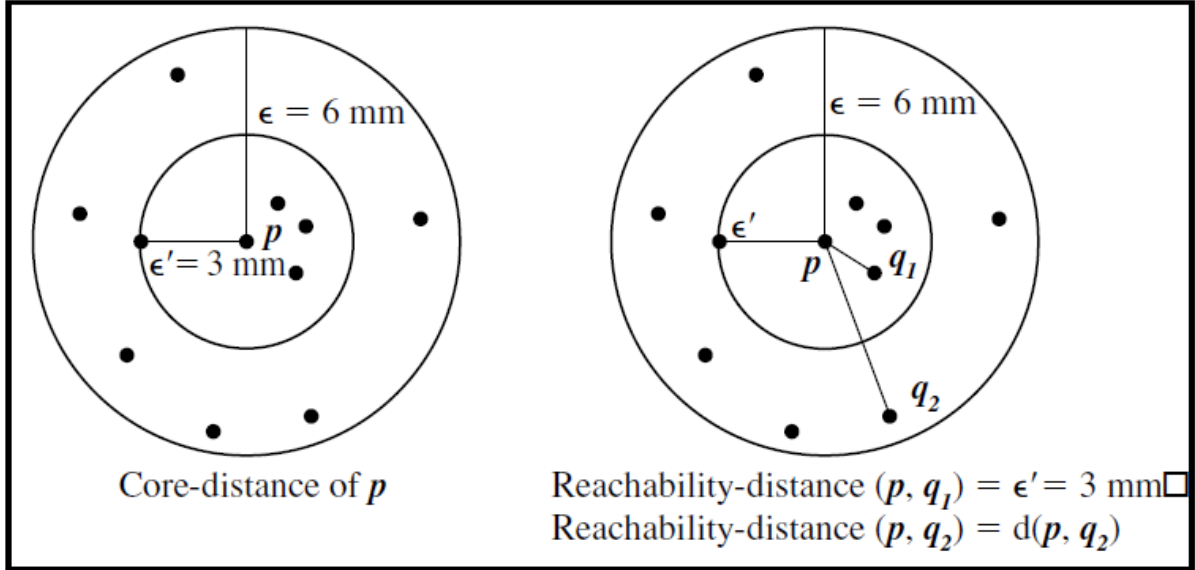 ϵ = 6 mm
p
ϵ′= 3 mm
Core-distance of p
ϵ = 6 mm
ϵ′
p
q₁
q₂
Reachability-distance (p, q₁) = ϵ′= 3 mm□
Reachability-distance (p, q₂) = d(p, q₂)